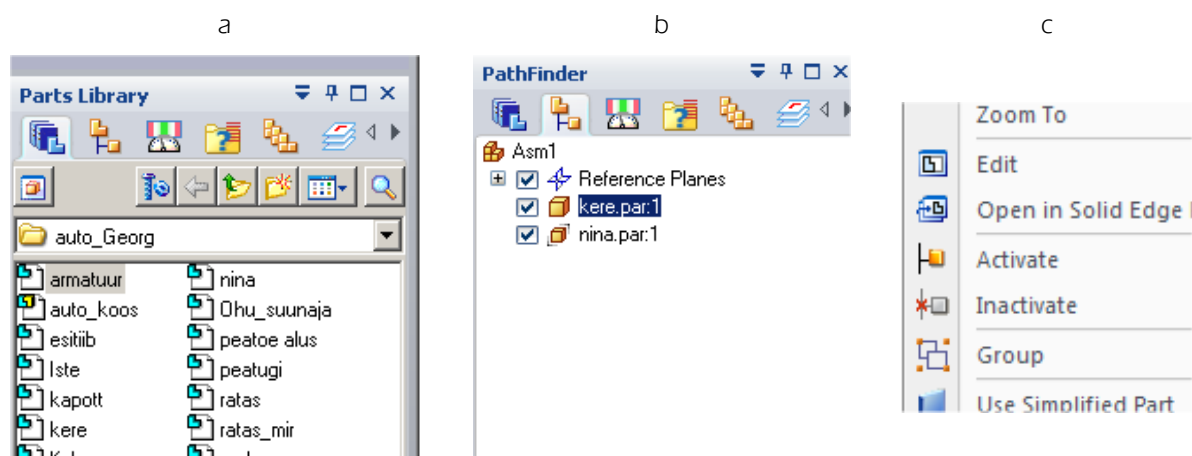 a
b
c
Parts Library
auto_Georg
armatuur
nina
auto_koos
Ohu_suunaja
esitiib
peatoe alus
Iste
peatugi
kapott
ratas
kere
ratas_mir
PathFinder
Asm1
Reference Planes
kere.par:1
nina.par:1
Zoom To
Edit
Open in Solid Edge
Activate
Inactivate
Group
Use Simplified Part